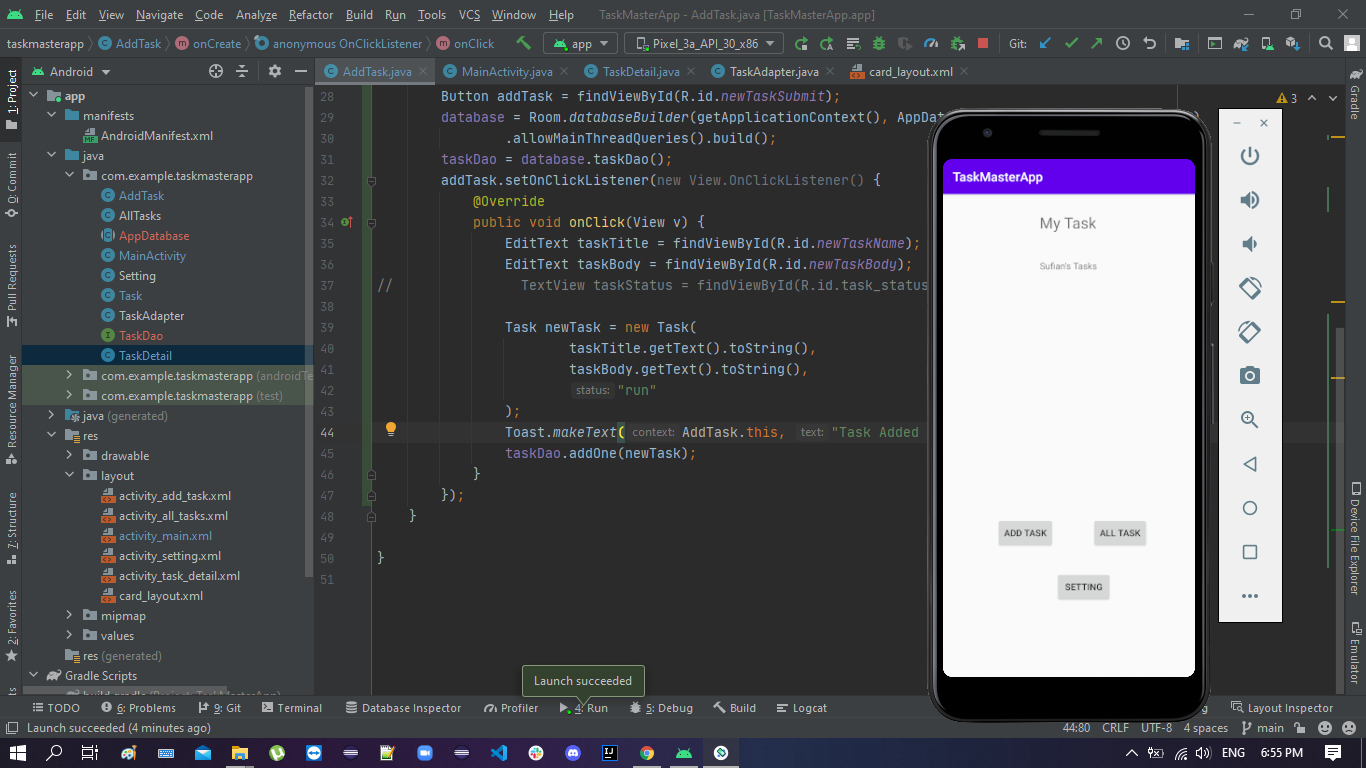 File Edit View Navigate Code Analyze Refactor Build Run Tools VCS Window Help TaskMasterApp - AddTask.java [TaskMasterApp.app]
taskmasterapp AddTask onCreate anonymous OnClickListener onClick app Pixel_3a_API_30_x86 Git:
Android
AddTask.java MainActivity.java TaskDetail.java TaskAdapter.java card_layout.xml
1: Project
0: Commit
Pull Requests
Resource Manager
7: Structure
2: Favorites
app
manifests
AndroidManifest.xml
java
com.example.taskmasterapp
AddTask
AllTasks
AppDatabase
MainActivity
Setting
Task
TaskAdapter
TaskDao
TaskDetail
com.example.taskmasterapp (androidTe
com.example.taskmasterapp (test)
java (generated)
res
drawable
layout
activity_add_task.xml
activity_all_tasks.xml
activity_main.xml
activity_setting.xml
activity_task_detail.xml
card_layout.xml
mipmap
values
res (generated)
Gradle Scripts
build.gradle (Project: TaskMasterApp)
28 Button addTask = findViewById(R.id.newTaskSubmit);
29 database = Room.databaseBuilder(getApplicationContext(), AppDat
30 .allowMainThreadQueries().build();
31 taskDao = database.taskDao();
32 addTask.setOnClickListener(new View.OnClickListener() {
33 @Override
34 public void onClick(View v) {
35 EditText taskTitle = findViewById(R.id.newTaskName);
36 EditText taskBody = findViewById(R.id.newTaskBody);
37 // TextView taskStatus = findViewById(R.id.task_status
38
39 Task newTask = new Task(
40 taskTitle.getText().toString(),
41 taskBody.getText().toString(),
42 status: "run"
43 );
44 Toast.makeText( context: AddTask.this, text: "Task Added
45 taskDao.addOne(newTask);
46 }
47 });
48 }
49
50 }
51
3
TaskMasterApp
My Task
Sufian's Tasks
ADD TASK ALL TASK
SETTING
Gradle
Device File Explorer
Emulator
Launch succeeded
TODO 6: Problems 9: Git Terminal Database Inspector Profiler 4: Run 5: Debug Build Logcat Layout Inspector
Launch succeeded (4 minutes ago) 44:80 CRLF UTF-8 4 spaces main
ENG 6:55 PM